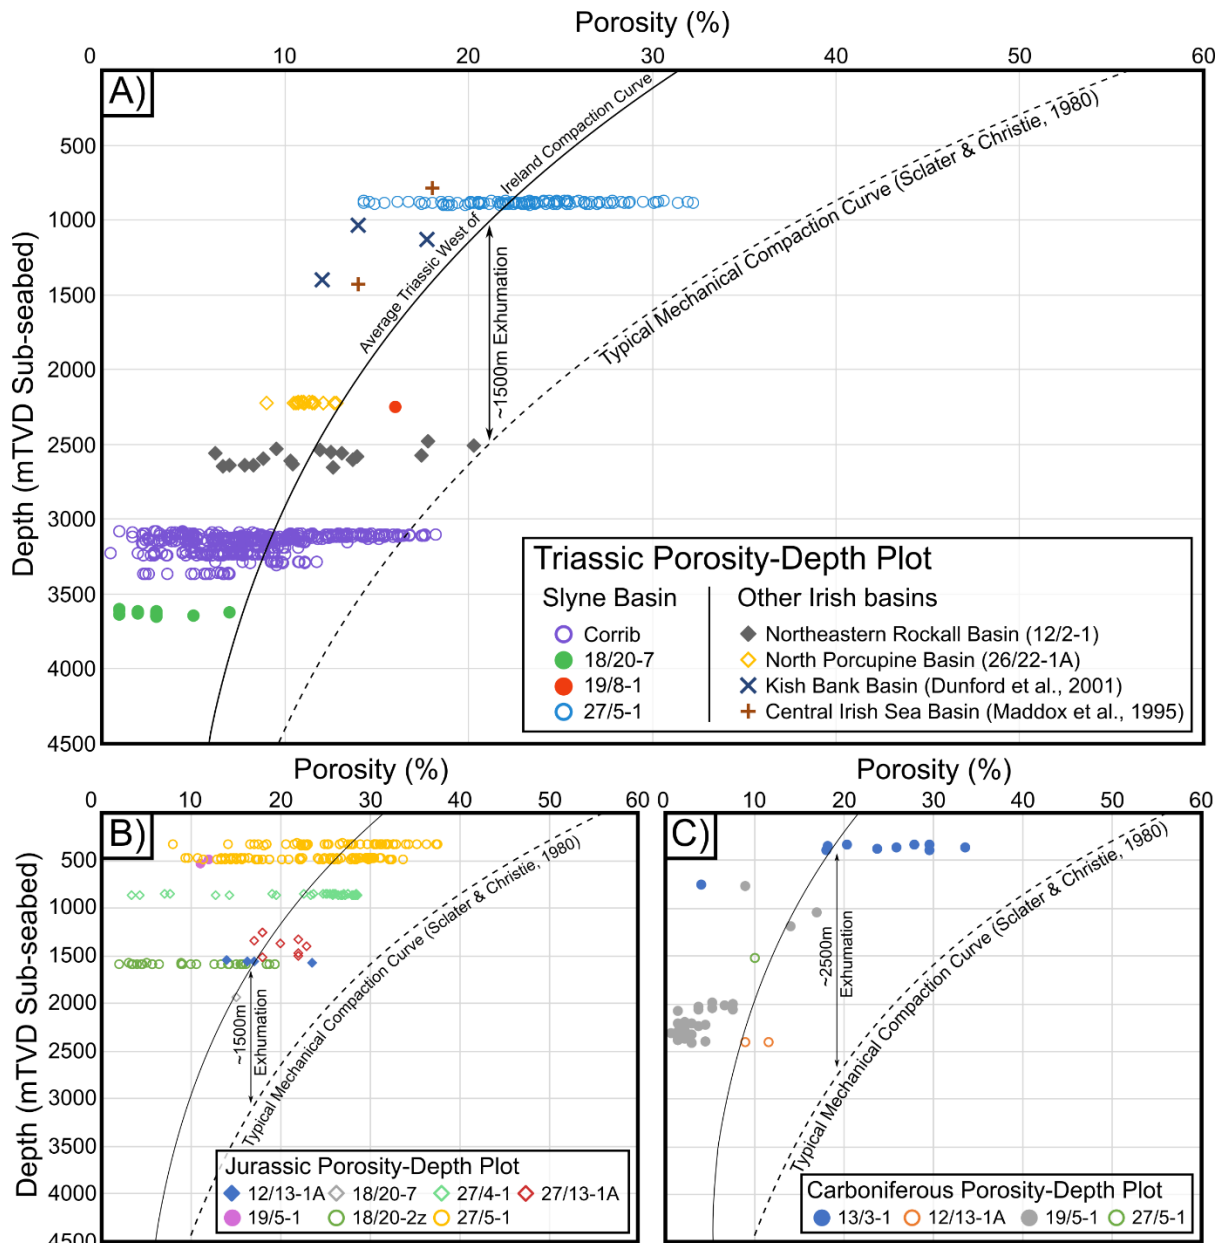 Porosity (%)
0 10 20 30 40 50 60
A)
Depth (mTVD Sub-seabed)
500
1000
1500
2000
2500
3000
3500
4000
4500
Average Triassic West of Ireland Compaction Curve
Typical Mechanical Compaction Curve (Sclater & Christie, 1980)
~1500m Exhumation
Triassic Porosity-Depth Plot
Slyne Basin
Corrib
18/20-7
19/8-1
27/5-1
Other Irish basins
Northeastern Rockall Basin (12/2-1)
North Porcupine Basin (26/22-1A)
Kish Bank Basin (Dunford et al., 2001)
Central Irish Sea Basin (Maddox et al., 1995)
Porosity (%)
0 10 20 30 40 50 60
B)
Depth (mTVD Sub-seabed)
500
1000
1500
2000
2500
3000
3500
4000
4500
~1500m
Exhumation
Typical Mechanical Compaction Curve (Sclater & Christie, 1980)
Jurassic Porosity-Depth Plot
12/13-1A 18/20-7 27/4-1 27/13-1A
19/5-1 18/20-2z 27/5-1
Porosity (%)
0 10 20 30 40 50 60
C)
~2500m
Exhumation
Typical Mechanical Compaction Curve (Sclater & Christie, 1980)
Carboniferous Porosity-Depth Plot
13/3-1 12/13-1A 19/5-1 27/5-1